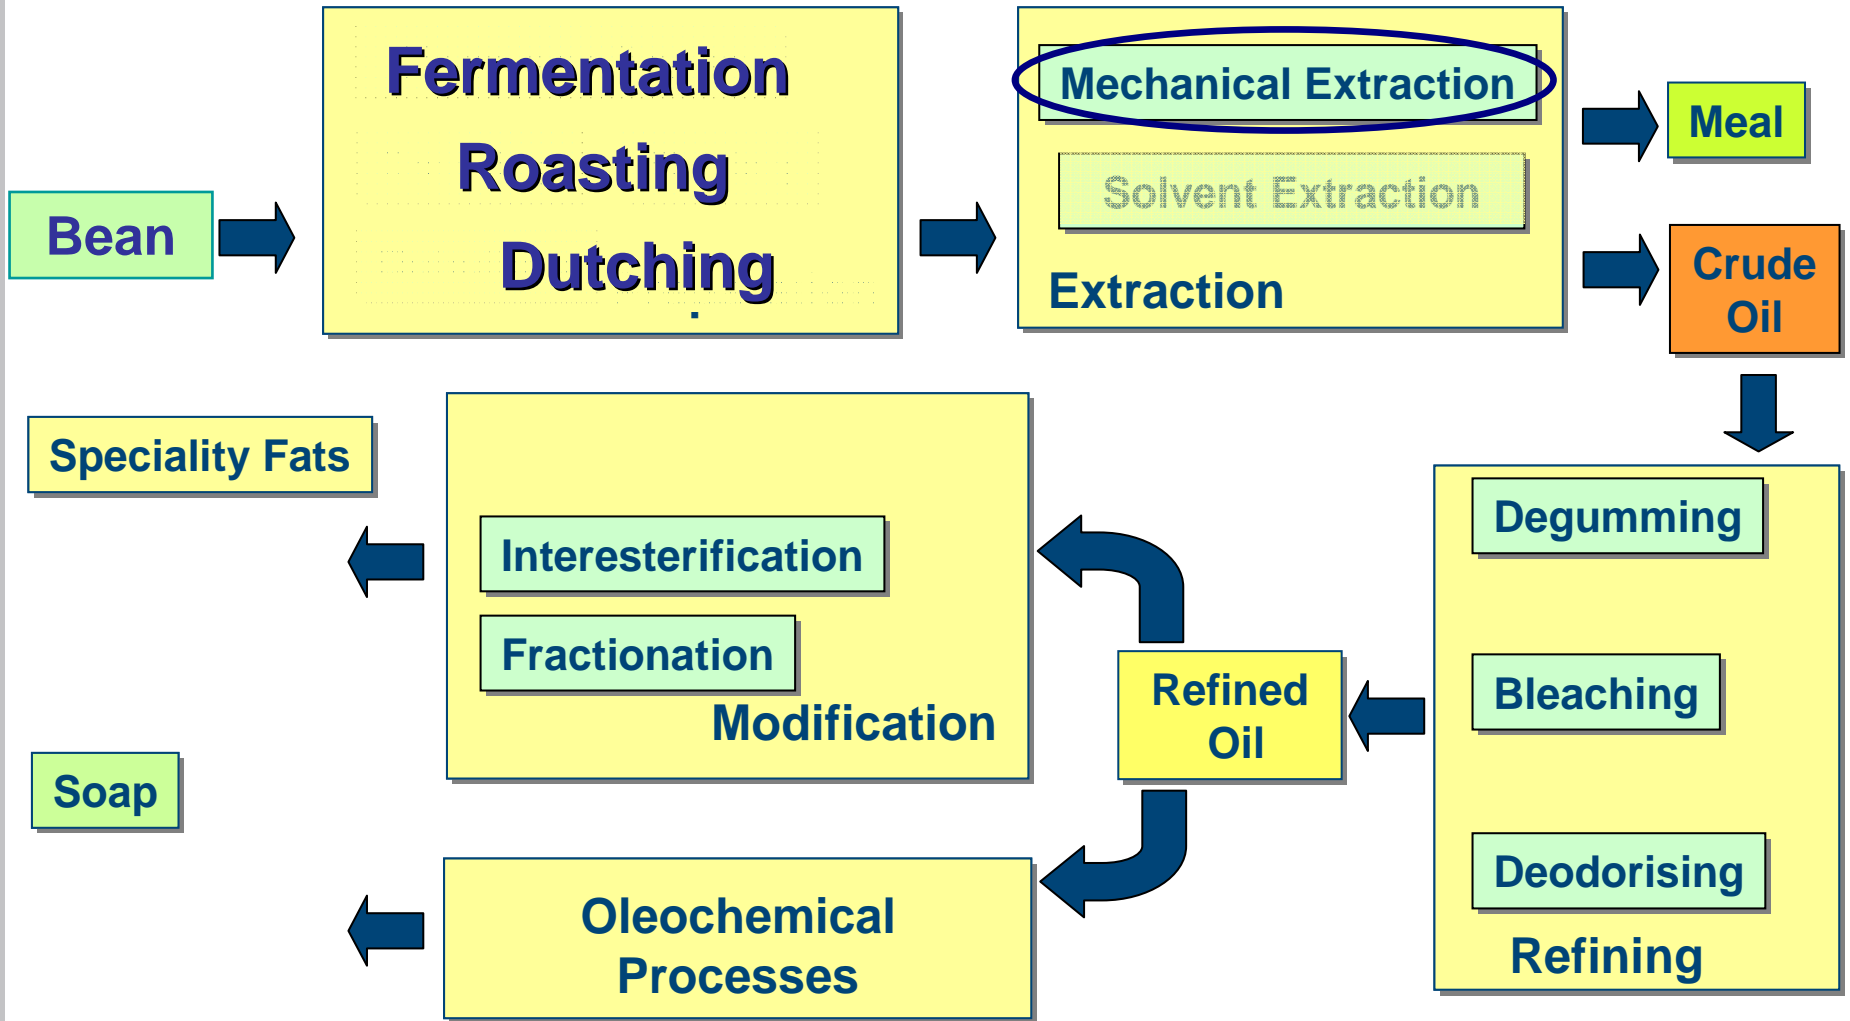 Bean
Fermentation
Roasting
Dutching
Mechanical Extraction
Solvent Extraction
Extraction
Meal
Crude
Oil
Degumming
Bleaching
Deodorising
Refining
Refined
Oil
Interesterification
Fractionation
Modification
Speciality Fats
Oleochemical
Processes
Soap